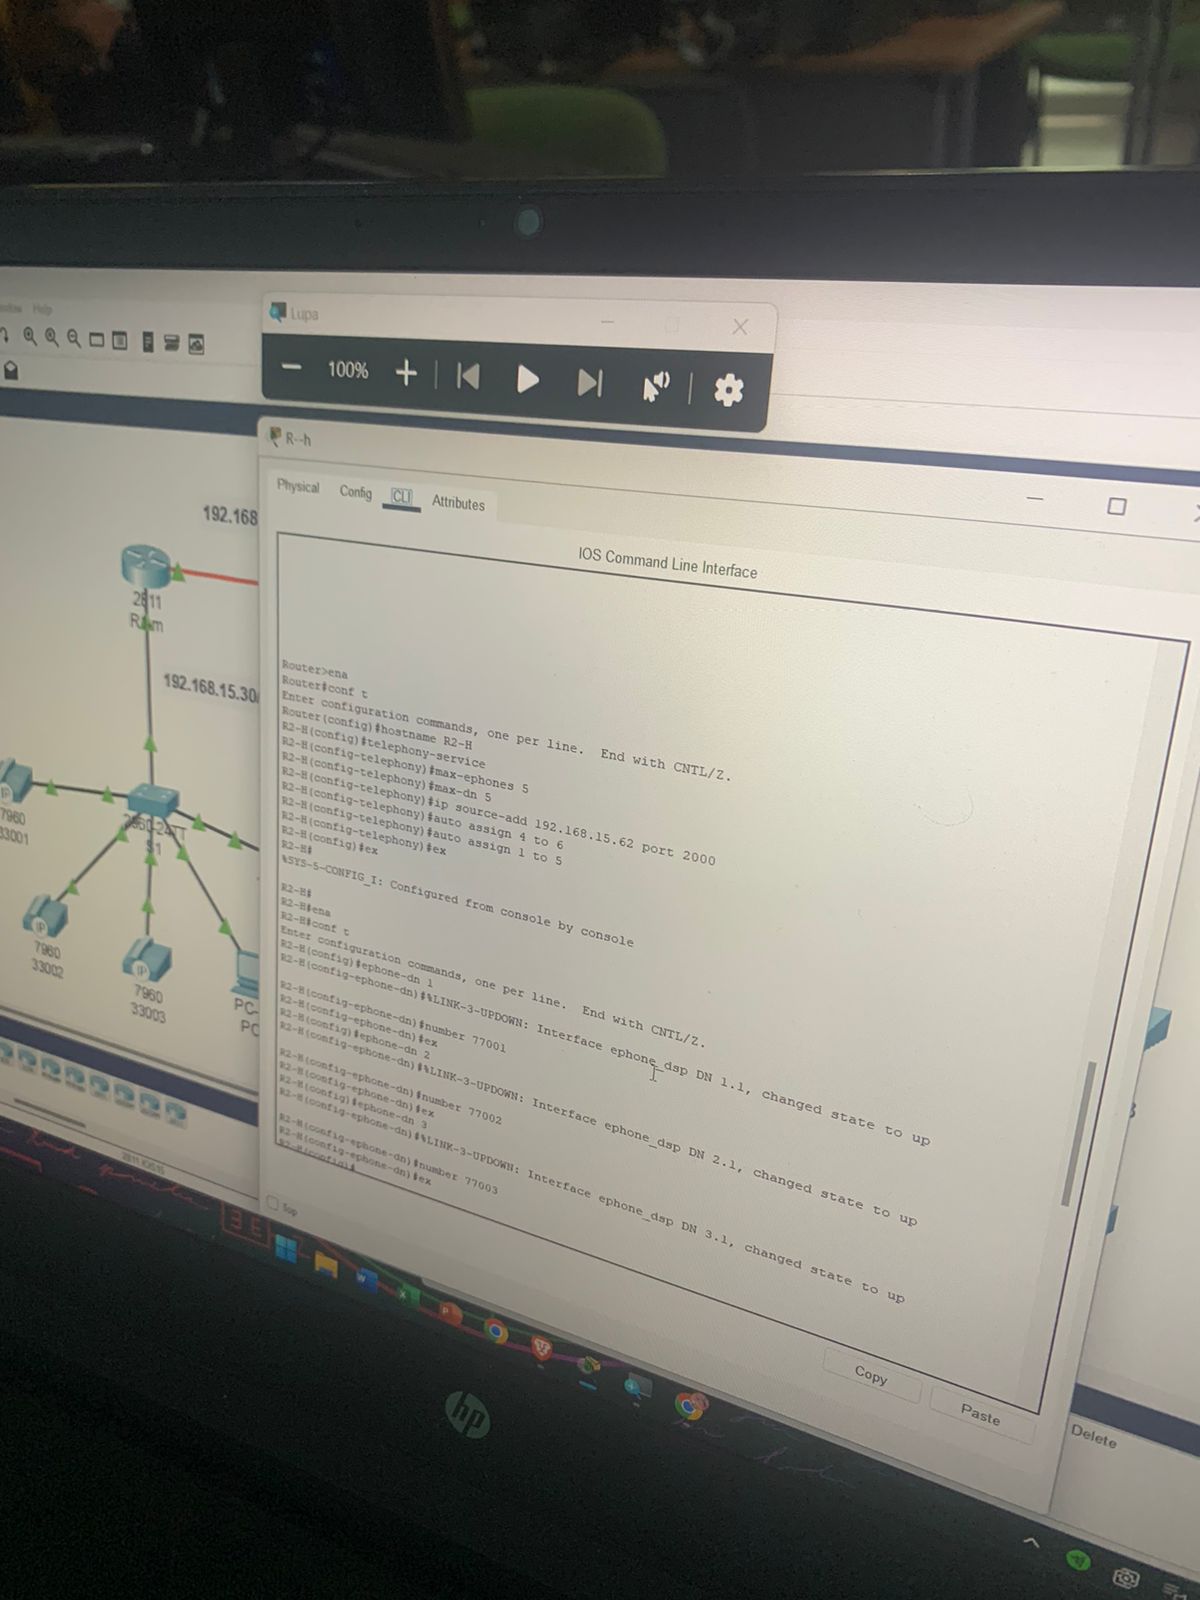 Help
Lupa
100%
R--h
Physical Config CLI Attributes
IOS Command Line Interface
192.168
2811
192.168.15.30
7960
33001
S1
IP
7960
33002
IP
7960
33003
PC-
PC
Router>ena
Router#conf t
Enter configuration commands, one per line. End with CNTL/Z.
Router(config)#hostname R2-H
R2-H(config)#telephony-service
R2-H(config-telephony)#max-ephones 5
R2-H(config-telephony)#max-dn 5
R2-H(config-telephony)#ip source-add 192.168.15.62 port 2000
R2-H(config-telephony)#auto assign 4 to 6
R2-H(config-telephony)#auto assign 1 to 5
R2-H(config-telephony)#ex
R2-H(config)#ex
R2-H#
%SYS-5-CONFIG_I: Configured from console by console
R2-H#
R2-H#ena
R2-H#conf t
Enter configuration commands, one per line. End with CNTL/Z.
R2-H(config)#ephone-dn 1
R2-H(config-ephone-dn)#%LINK-3-UPDOWN: Interface ephone_dsp DN 1.1, changed state to up
R2-H(config-ephone-dn)#number 77001
R2-H(config-ephone-dn)#ex
R2-H(config)#ephone-dn 2
R2-H(config-ephone-dn)#%LINK-3-UPDOWN: Interface ephone_dsp DN 2.1, changed state to up
R2-H(config-ephone-dn)#number 77002
R2-H(config-ephone-dn)#ex
R2-H(config)#ephone-dn 3
R2-H(config-ephone-dn)#%LINK-3-UPDOWN: Interface ephone_dsp DN 3.1, changed state to up
R2-H(config-ephone-dn)#number 77003
R2-H(config-ephone-dn)#ex
R2-H(config)#
Top
Copy
Paste
Delete
hp